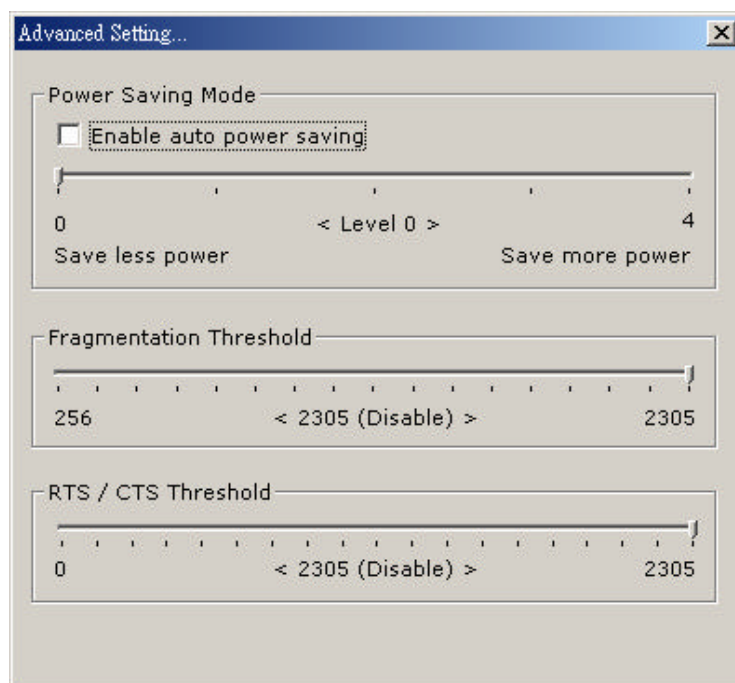 Advanced Setting...
Power Saving Mode
Enable auto power saving
0 < Level 0 > 4
Save less power Save more power
Fragmentation Threshold
256 < 2305 (Disable) > 2305
RTS / CTS Threshold
0 < 2305 (Disable) > 2305